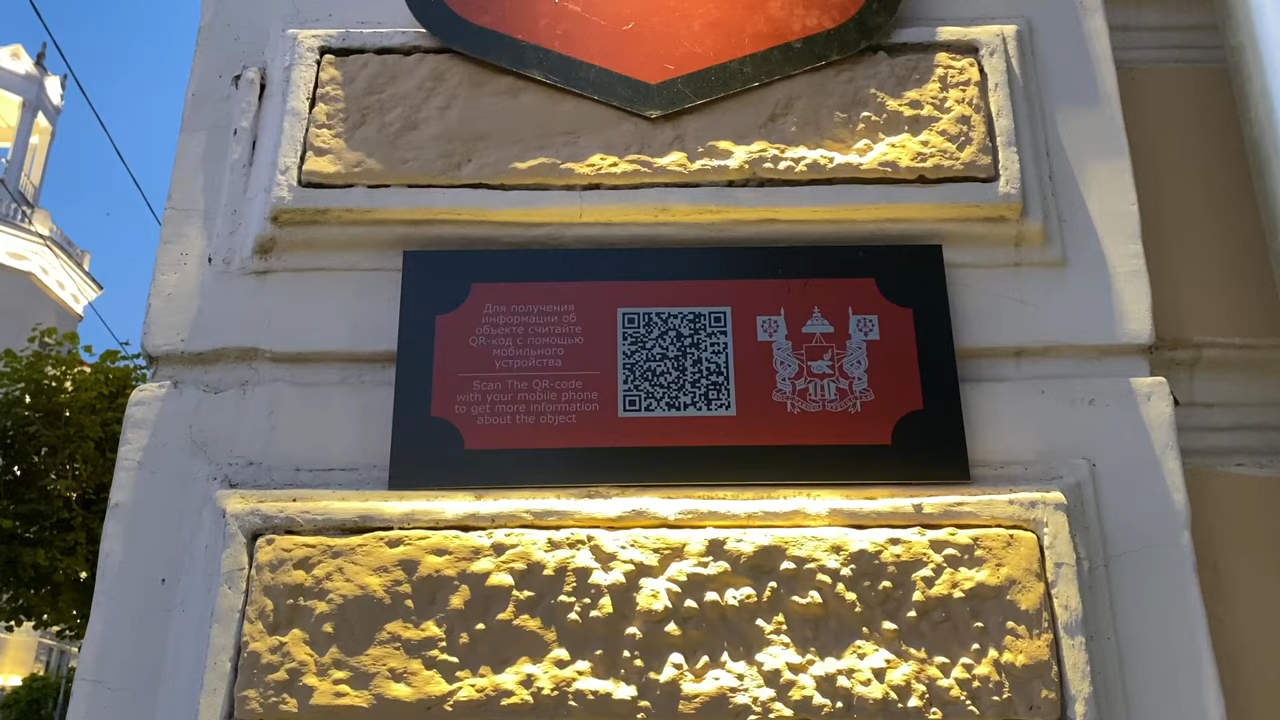 Для получения
информации об
объекте считайте
QR-код с помощью
мобильного
устройства
Scan The QR-code
with your mobile phone
to get more information
about the object